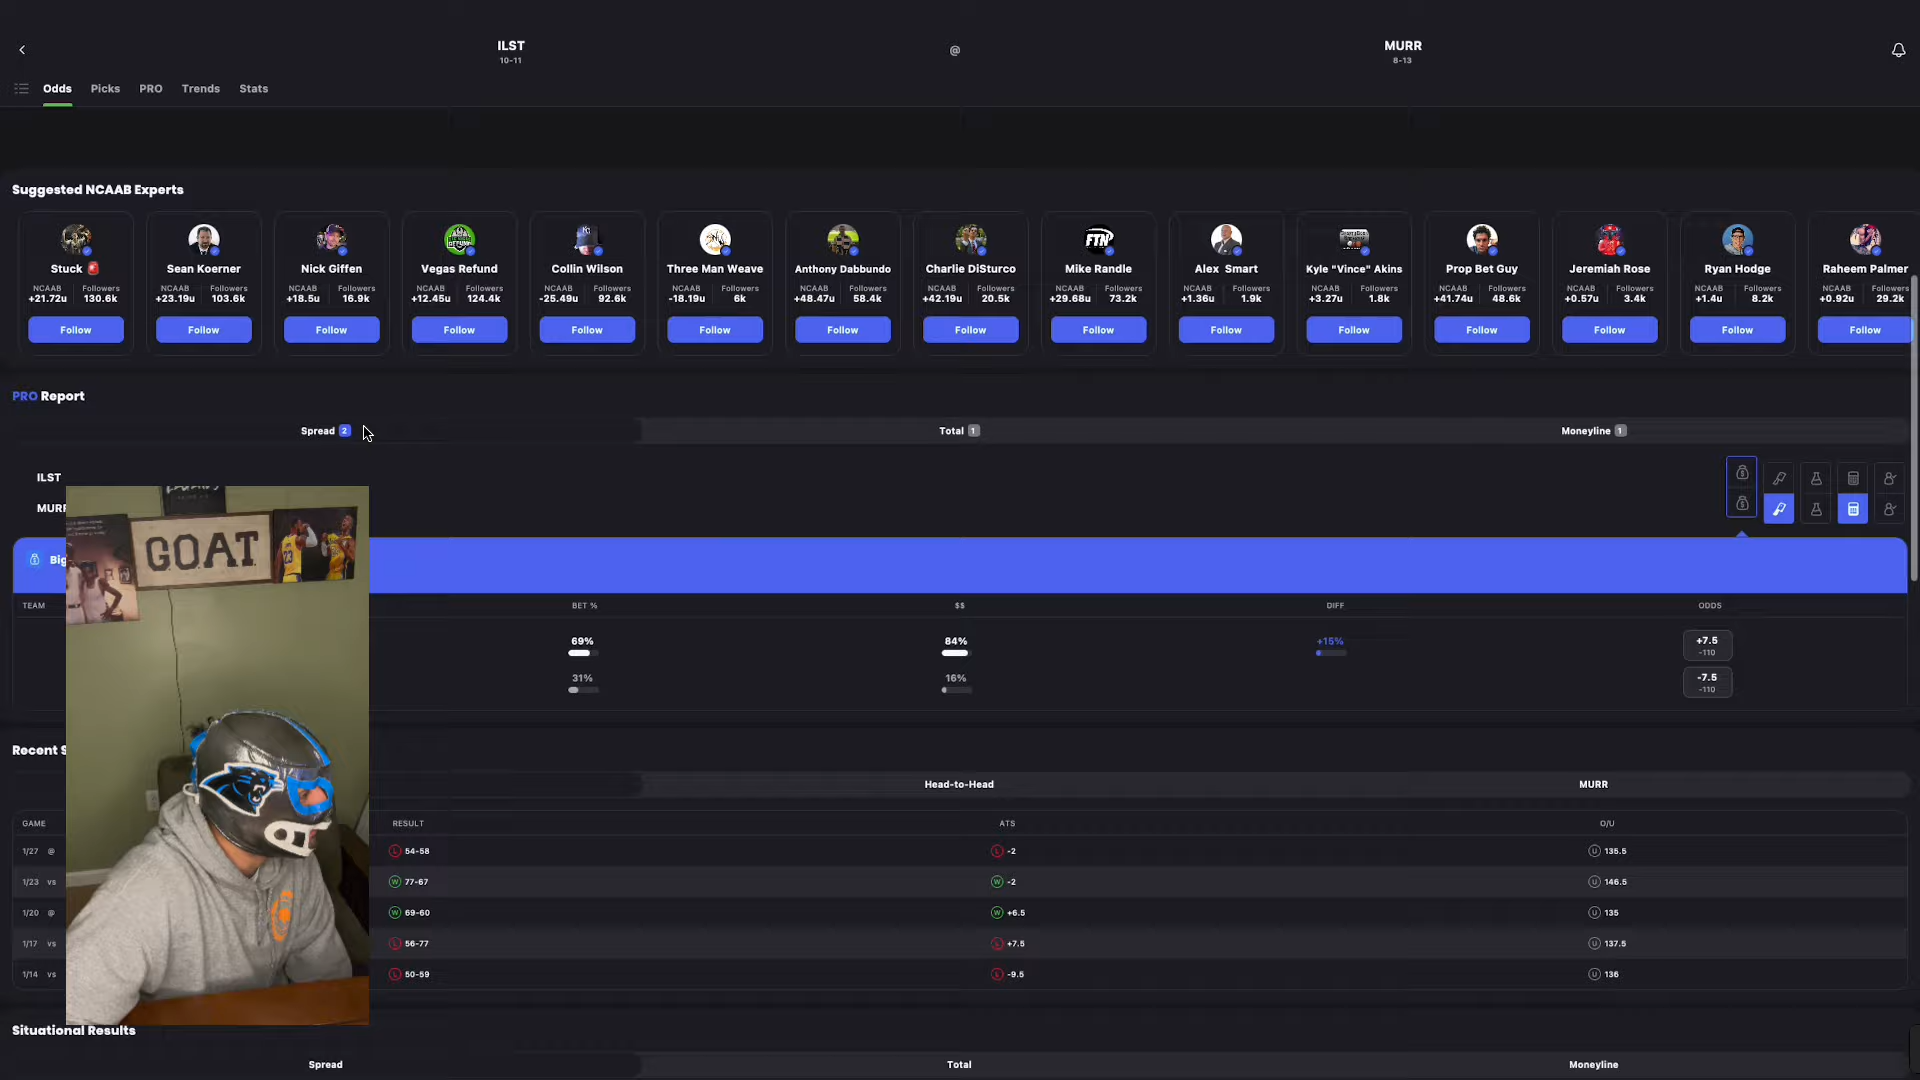 ILST
10-11
@
MURR
8-13
Odds
Picks
PRO
Trends
Stats
Suggested NCAAB Experts
Stuck
Sean Koerner
Nick Giffen
Vegas Refund
Collin Wilson
Three Man Weave
Anthony Dabbundo
Charlie DiSturco
FTN
Mike Randle
Alex Smart
Kyle "Vince" Akins
Prop Bet Guy
Jeremiah Rose
Ryan Hodge
Raheem Palmer
NCAAB Followers NCAAB Followers NCAAB Followers NCAAB Followers NCAAB Followers NCAAB Followers NCAAB Followers NCAAB Followers NCAAB Followers NCAAB Followers NCAAB Followers NCAAB Followers NCAAB Followers NCAAB Followers NCAAB Followers
+21.72u 130.6k +23.19u 103.6k +18.5u 16.9k +12.45u 124.4k -25.49u 92.6k -18.19u 6k +48.47u 58.4k +42.19u 20.5k +29.68u 73.2k +1.36u 1.9k +3.27u 1.8k +41.74u 48.6k +0.57u 3.4k +1.4u 8.2k +0.92u 29.2k
Follow Follow Follow Follow Follow Follow Follow Follow Follow Follow Follow Follow Follow Follow Follow
PRO Report
Spread 2
Total 1
Moneyline 1
ILST
MURR
Big
TEAM BET % $$ DIFF ODDS
69% 84% +15% +7.5
-110
31% 16% -7.5
-110
G.O.A.T.
23
Recent S
Head-to-Head
MURR
GAME RESULT ATS O/U
1/27 @ L 54-58 L -2 U 135.5
1/23 vs W 77-67 W -2 U 146.5
1/20 @ W 69-60 W +6.5 U 135
1/17 vs L 56-77 L +7.5 U 137.5
1/14 vs L 50-59 L -9.5 U 136
Situational Results
Spread
Total
Moneyline